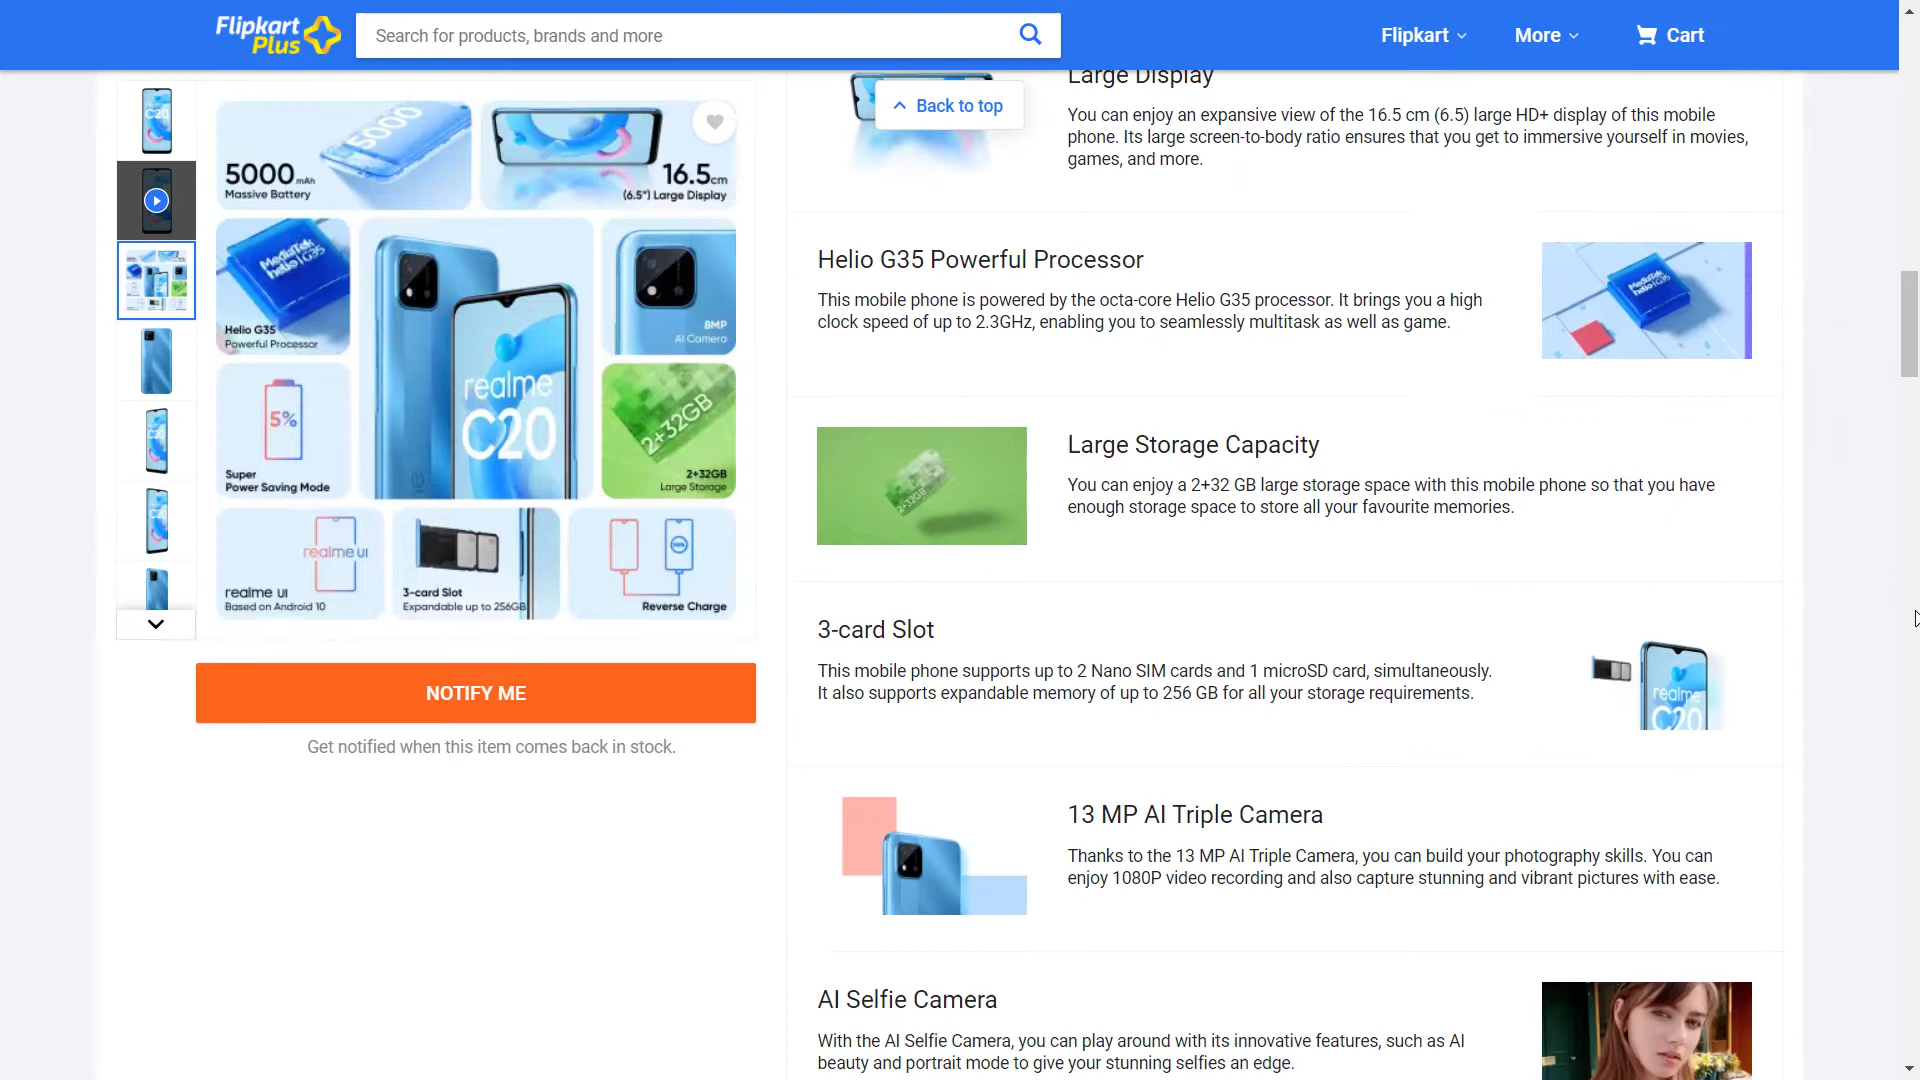 Flipkart
Plus
Search for products, brands and more
Flipkart
More
Cart
Back to top
C20
5000 mAh
Massive Battery
5000
16.5cm
(6.5") Large Display
MediaTek
helio G35
Helio G35
Powerful Processor
8MP
AI Camera
realme
C20
5%
Super
Power Saving Mode
2+32GB
2+32GB
Large Storage
realme UI
realme UI
Based on Android 10
3-card Slot
Expandable up to 256GB
100%
Reverse Charge
NOTIFY ME
Get notified when this item comes back in stock.
Large Display
You can enjoy an expansive view of the 16.5 cm (6.5) large HD+ display of this mobile
phone. Its large screen-to-body ratio ensures that you get to immersive yourself in movies,
games, and more.
Helio G35 Powerful Processor
This mobile phone is powered by the octa-core Helio G35 processor. It brings you a high
clock speed of up to 2.3GHz, enabling you to seamlessly multitask as well as game.
MediaTek
Large Storage Capacity
You can enjoy a 2+32 GB large storage space with this mobile phone so that you have
enough storage space to store all your favourite memories.
2+32GB
3-card Slot
This mobile phone supports up to 2 Nano SIM cards and 1 microSD card, simultaneously.
It also supports expandable memory of up to 256 GB for all your storage requirements.
realme
C20
13 MP AI Triple Camera
Thanks to the 13 MP AI Triple Camera, you can build your photography skills. You can
enjoy 1080P video recording and also capture stunning and vibrant pictures with ease.
AI Selfie Camera
With the AI Selfie Camera, you can play around with its innovative features, such as AI
beauty and portrait mode to give your stunning selfies an edge.